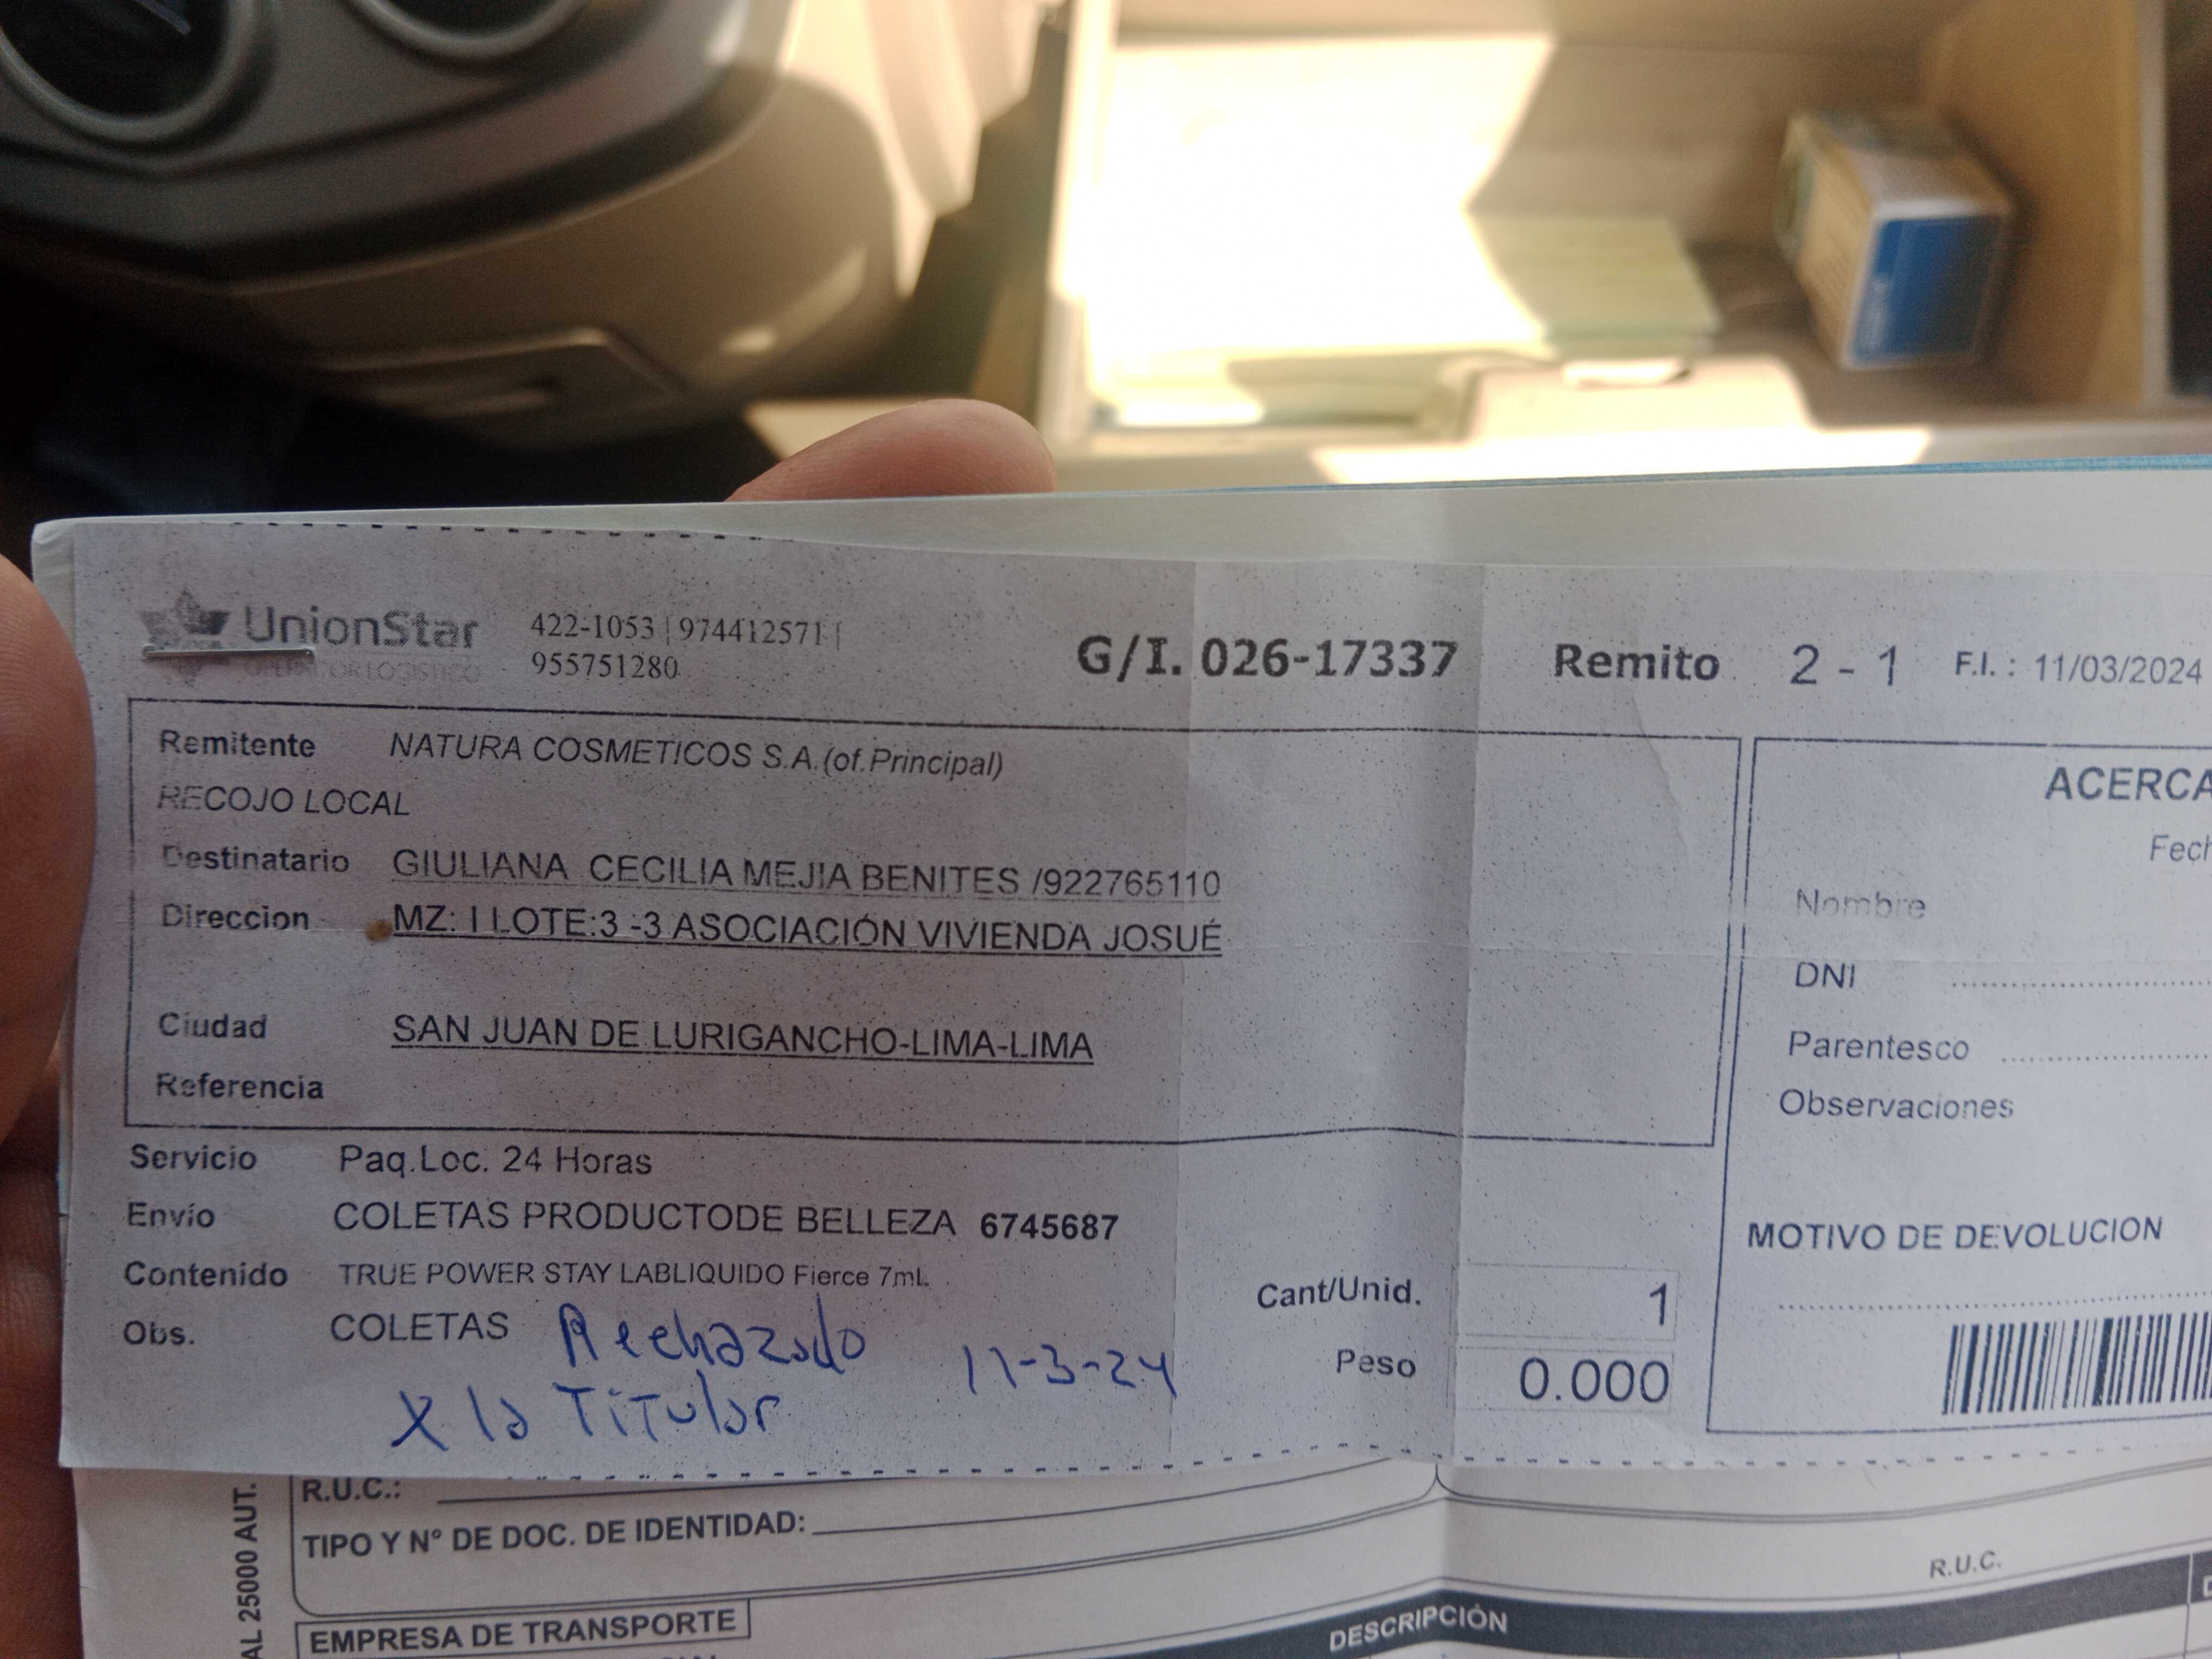 UnionStar
OPERADOR LOGISTICO
422-1053 | 974412571 |
955751280
G/I. 026-17337 Remito 2 - 1 F.I. : 11/03/2024
Remitente NATURA COSMETICOS S.A.(of.Principal)
RECOJO LOCAL
Destinatario GIULIANA CECILIA MEJIA BENITES /922765110
Direccion MZ: I LOTE:3 -3 ASOCIACIÓN VIVIENDA JOSUÉ
Ciudad SAN JUAN DE LURIGANCHO-LIMA-LIMA
Referencia
Servicio Paq.Loc. 24 Horas
Envío COLETAS PRODUCTODE BELLEZA 6745687
Contenido TRUE POWER STAY LABLIQUIDO Fierce 7mL
Obs. COLETAS Rechazado 11-3-24
X la Titular
Cant/Unid. 1
Peso 0.000
ACERCA
Fech
Nombre
DNI
Parentesco
Observaciones
MOTIVO DE DEVOLUCION
R.U.C.:
TIPO Y Nº DE DOC. DE IDENTIDAD:
AL 25000 AUT.
EMPRESA DE TRANSPORTE
R.U.C.
DESCRIPCIÓN